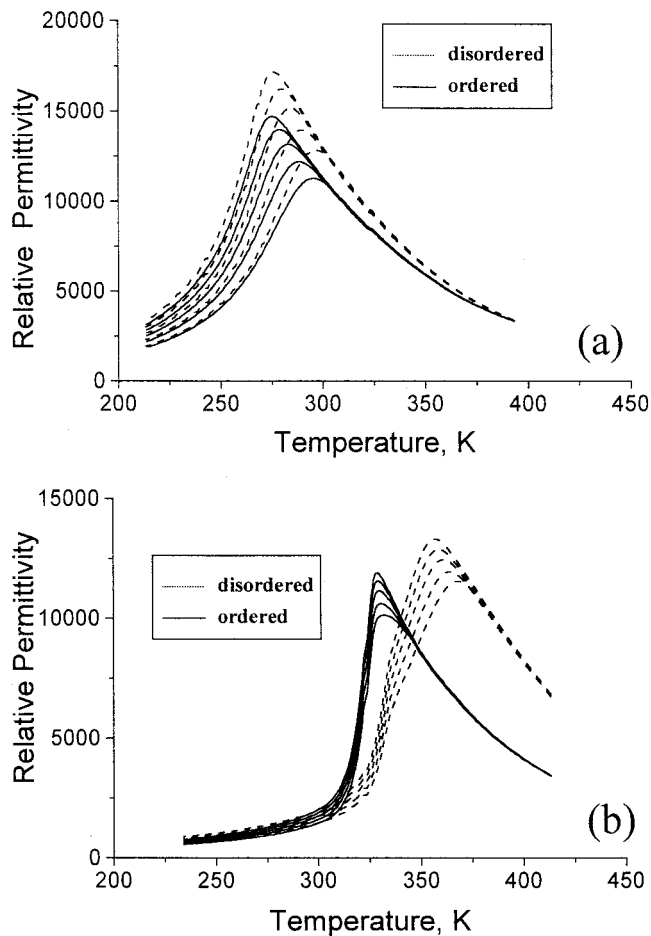 20000
15000
10000
5000
0
Relative Permittivity
disordered
ordered
(a)
200 250 300 350 400 450
Temperature, K
15000
10000
5000
0
Relative Permittivity
disordered
ordered
(b)
200 250 300 350 400 450
Temperature, K